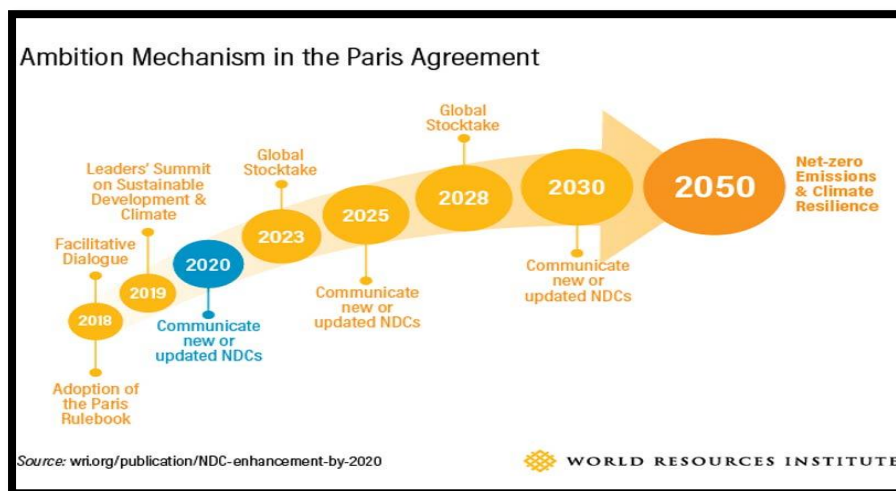 Ambition Mechanism in the Paris Agreement
Facilitative
Dialogue
2018
Adoption of
the Paris
Rulebook
Leaders' Summit
on Sustainable
Development &
Climate
2019
2020
Communicate
new or
updated NDCs
Global
Stocktake
2023
2025
Communicate
new or
updated NDCs
Global
Stocktake
2028
2030
Communicate
new or
updated NDCs
2050
Net-zero
Emissions
& Climate
Resilience
Source: wri.org/publication/NDC-enhancement-by-2020
WORLD RESOURCES INSTITUTE